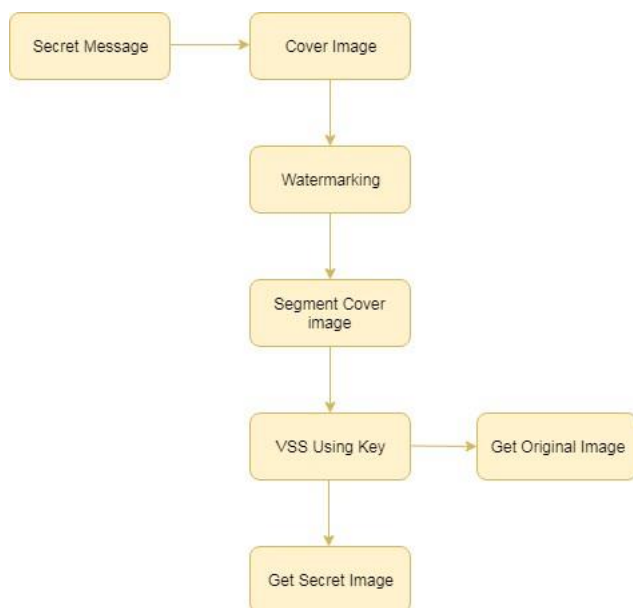 Secret Message
Cover Image
Watermarking
Segment Cover
image
VSS Using Key
Get Original Image
Get Secret Image